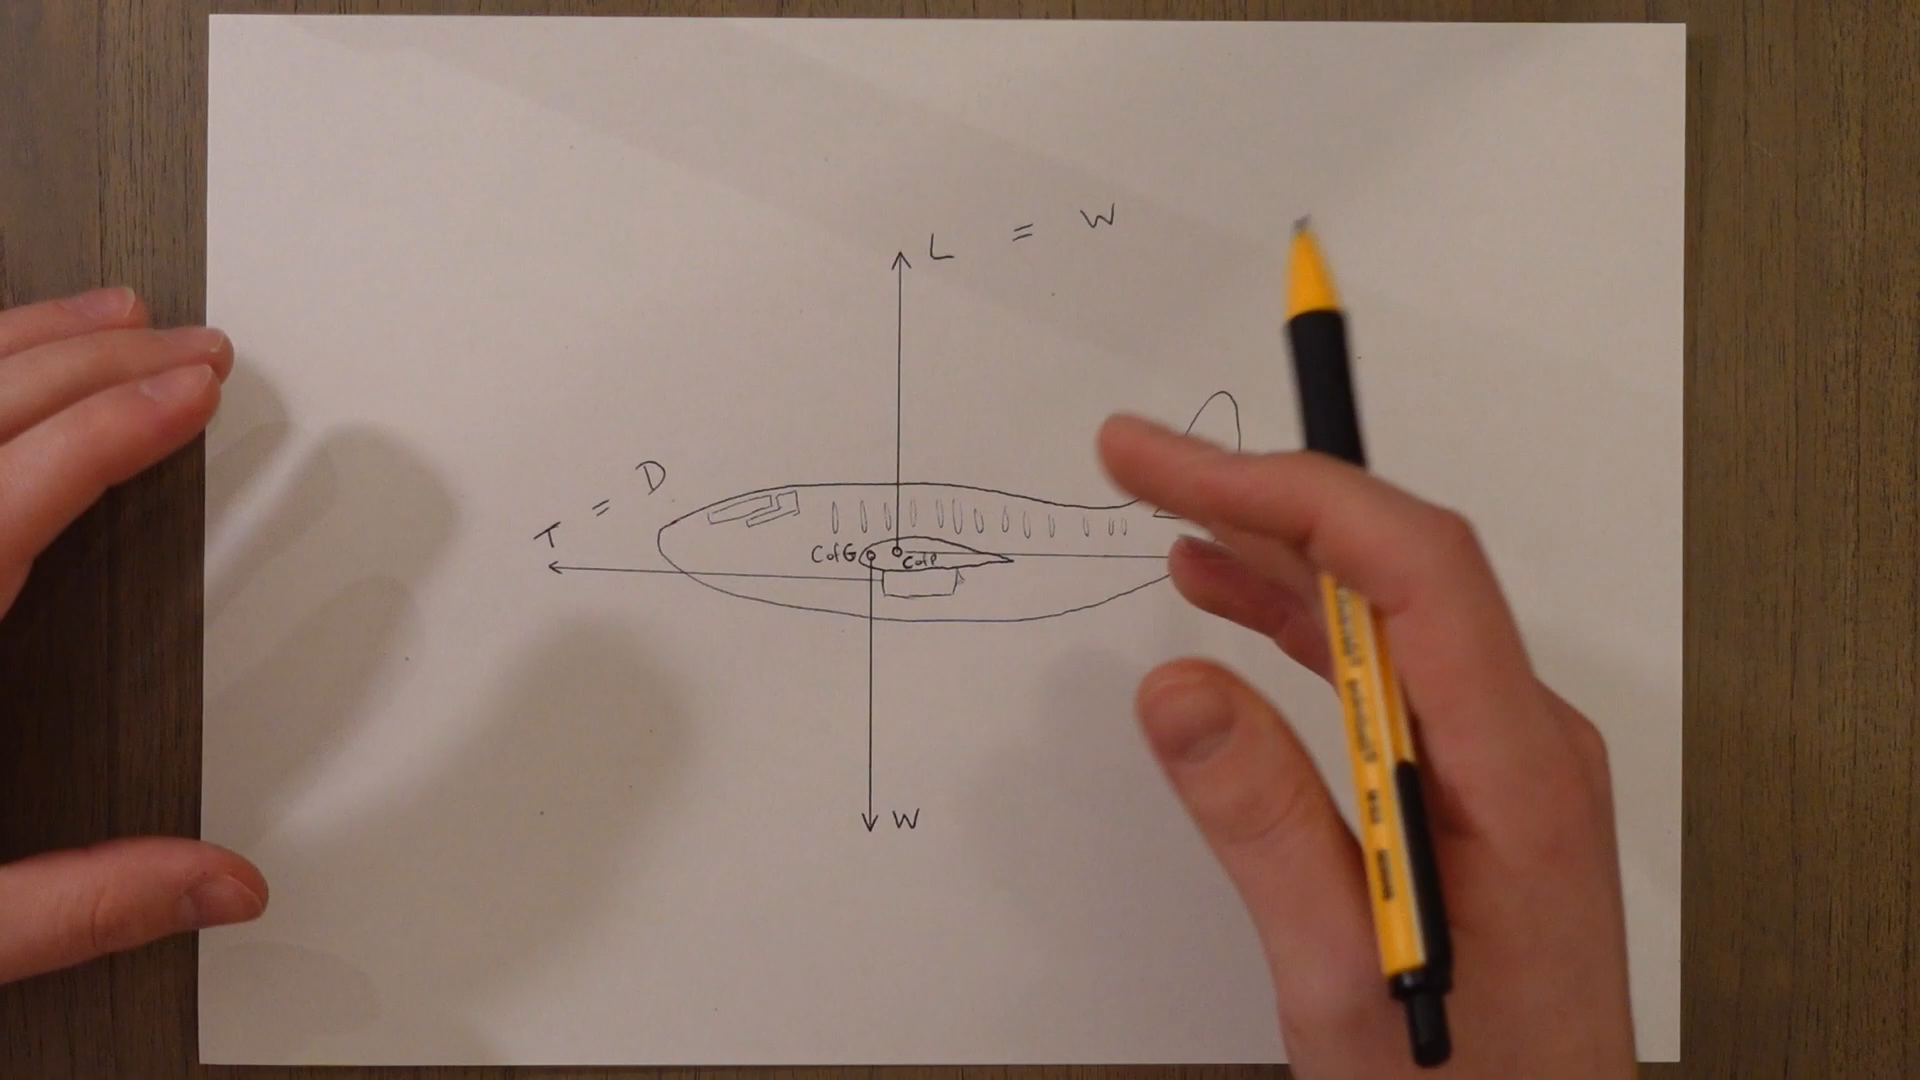 L = W
T = D
CofG
CofP
W